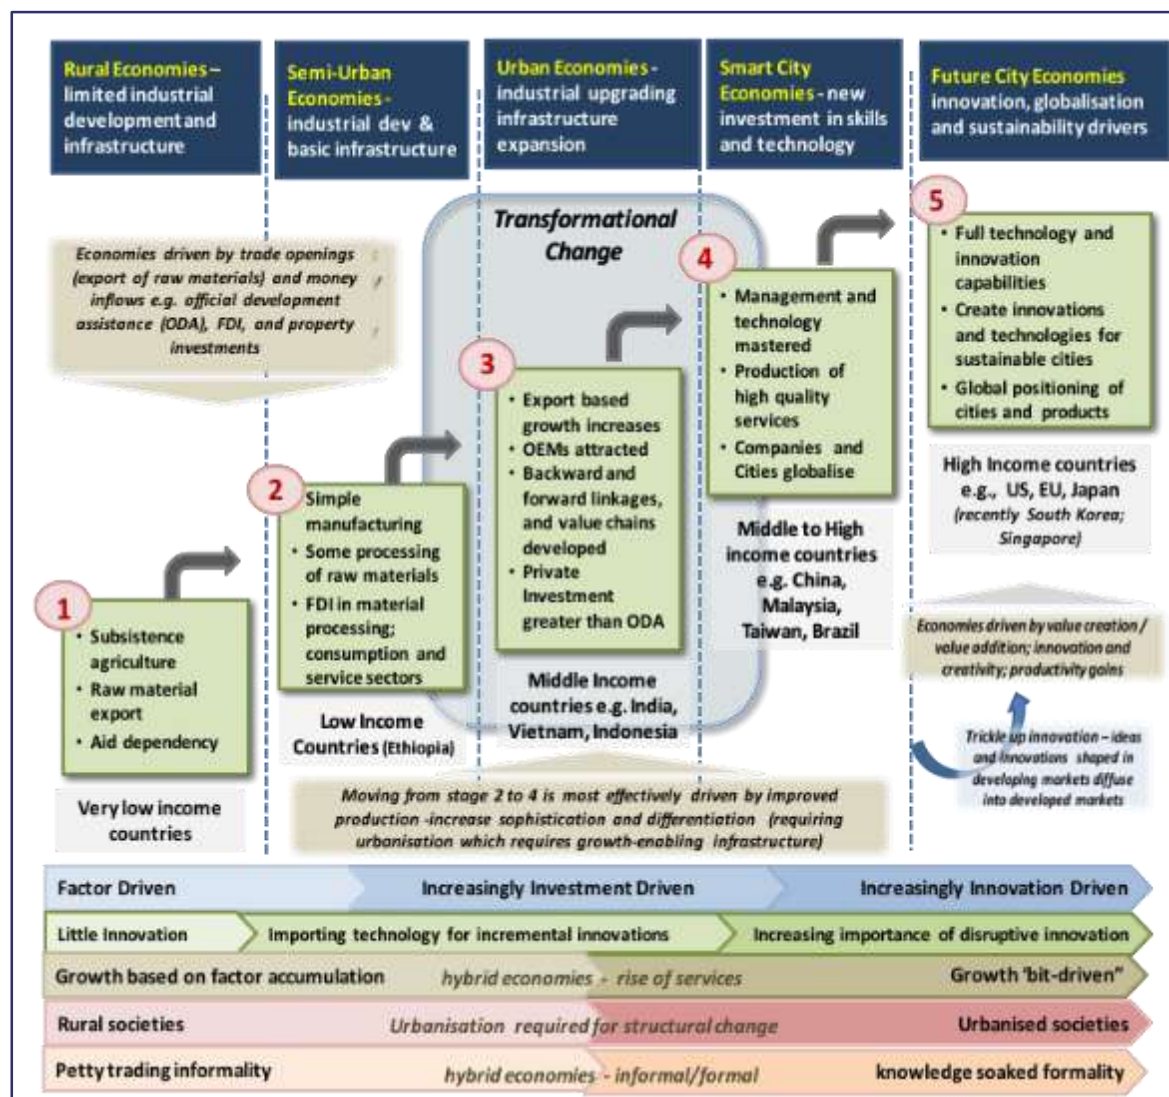 Rural Economies –
limited industrial
development and
infrastructure
Semi-Urban
Economies -
industrial dev &
basic infrastructure
Urban Economies -
industrial upgrading
infrastructure
expansion
Smart City
Economies - new
investment in skills
and technology
Future City Economies
innovation, globalisation
and sustainability drivers
Transformational
Change
Economies driven by trade openings
(export of raw materials) and money
inflows e.g. official development
assistance (ODA), FDI, and property
investments
1
• Subsistence
agriculture
• Raw material
export
• Aid dependency
Very low income
countries
2
Simple
manufacturing
• Some processing
of raw materials
• FDI in material
processing;
consumption and
service sectors
Low Income
Countries (Ethiopia)
3
• Export based
growth increases
• OEMs attracted
• Backward and
forward linkages,
and value chains
developed
• Private
Investment
greater than ODA
Middle Income
countries e.g. India,
Vietnam, Indonesia
4
• Management and
technology
mastered
• Production of
high quality
services
• Companies and
Cities globalise
Middle to High
income countries
e.g. China,
Malaysia,
Taiwan, Brazil
5
• Full technology and
innovation
capabilities
• Create innovations
and technologies for
sustainable cities
• Global positioning of
cities and products
High Income countries
e.g., US, EU, Japan
(recently South Korea;
Singapore)
Economies driven by value creation /
value addition; innovation and
creativity; productivity gains
Trickle up innovation – ideas
and innovations shaped in
developing markets diffuse
into developed markets
Moving from stage 2 to 4 is most effectively driven by improved
production -increase sophistication and differentiation (requiring
urbanisation which requires growth-enabling infrastructure)
Factor Driven Increasingly Investment Driven Increasingly Innovation Driven
Little Innovation Importing technology for incremental innovations Increasing importance of disruptive innovation
Growth based on factor accumulation hybrid economies - rise of services Growth 'bit-driven"
Rural societies Urbanisation required for structural change Urbanised societies
Petty trading informality hybrid economies - informal/formal knowledge soaked formality